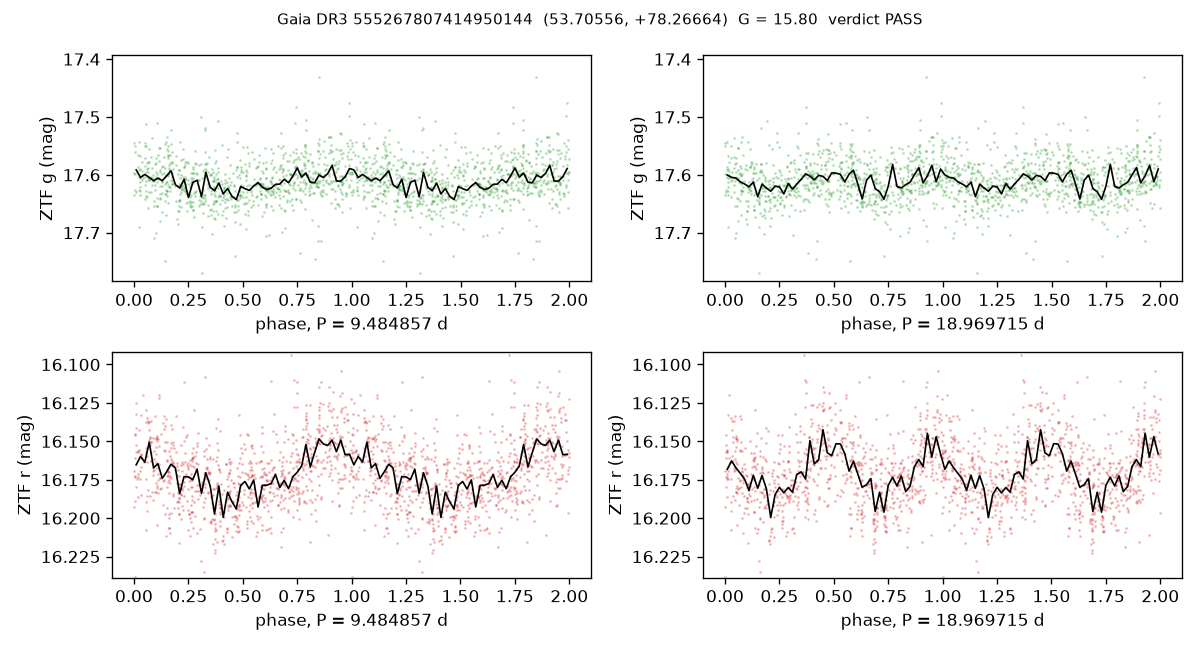 Gaia DR3 555267807414950144  (53.70556, +78.26664)  G = 15.80  verdict PASS
ZTF g (mag)
17.4
17.5
17.6
17.7
0.00 0.25 0.50 0.75 1.00 1.25 1.50 1.75 2.00
phase, P = 9.484857 d
ZTF g (mag)
17.4
17.5
17.6
17.7
0.00 0.25 0.50 0.75 1.00 1.25 1.50 1.75 2.00
phase, P = 18.969715 d
ZTF r (mag)
16.100
16.125
16.150
16.175
16.200
16.225
0.00 0.25 0.50 0.75 1.00 1.25 1.50 1.75 2.00
phase, P = 9.484857 d
ZTF r (mag)
16.100
16.125
16.150
16.175
16.200
16.225
0.00 0.25 0.50 0.75 1.00 1.25 1.50 1.75 2.00
phase, P = 18.969715 d